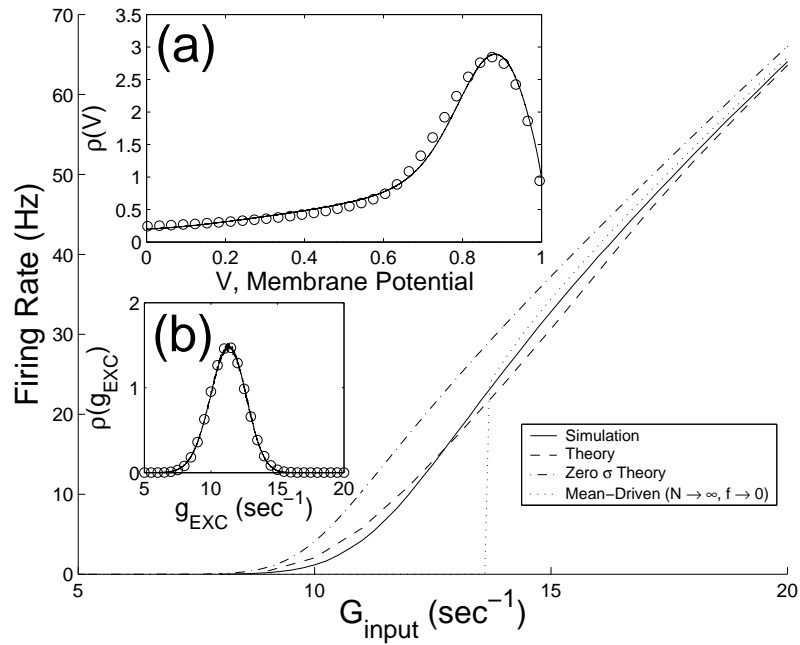 70
60
50
40
30
20
10
0
5
10
15
20
Firing Rate (Hz)
G_input (sec⁻¹)
(a)
3.5
3
2.5
2
1.5
1
0.5
0
0
0.2
0.4
0.6
0.8
1
ρ(V)
V, Membrane Potential
(b)
2
1
0
5
10
15
20
ρ(g_EXC)
g_EXC (sec⁻¹)
Simulation
Theory
Zero σ Theory
Mean−Driven (N → ∞, f → 0)